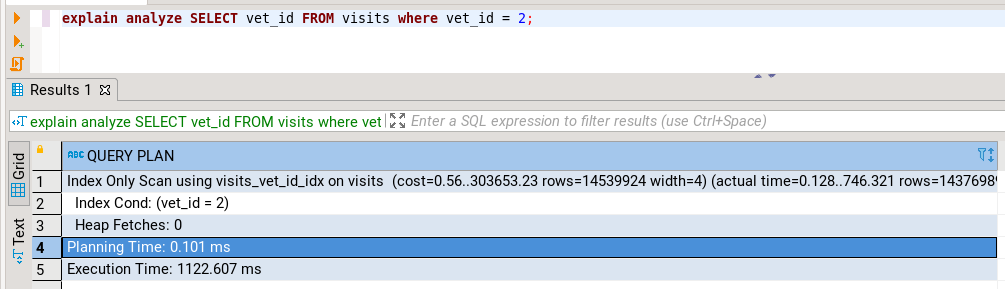 explain analyze SELECT vet_id FROM visits where vet_id = 2;
Results 1
explain analyze SELECT vet_id FROM visits where vet
Enter a SQL expression to filter results (use Ctrl+Space)
Grid
Text
ABC QUERY PLAN
1 Index Only Scan using visits_vet_id_idx on visits (cost=0.56..303653.23 rows=14539924 width=4) (actual time=0.128..746.321 rows=1437698
2 Index Cond: (vet_id = 2)
3 Heap Fetches: 0
4 Planning Time: 0.101 ms
5 Execution Time: 1122.607 ms